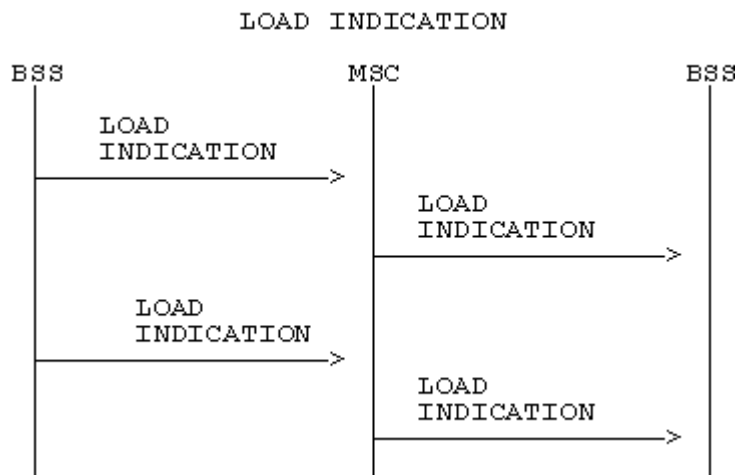 LOAD INDICATION
BSS MSC BSS
LOAD
INDICATION
LOAD
INDICATION
LOAD
INDICATION
LOAD
INDICATION